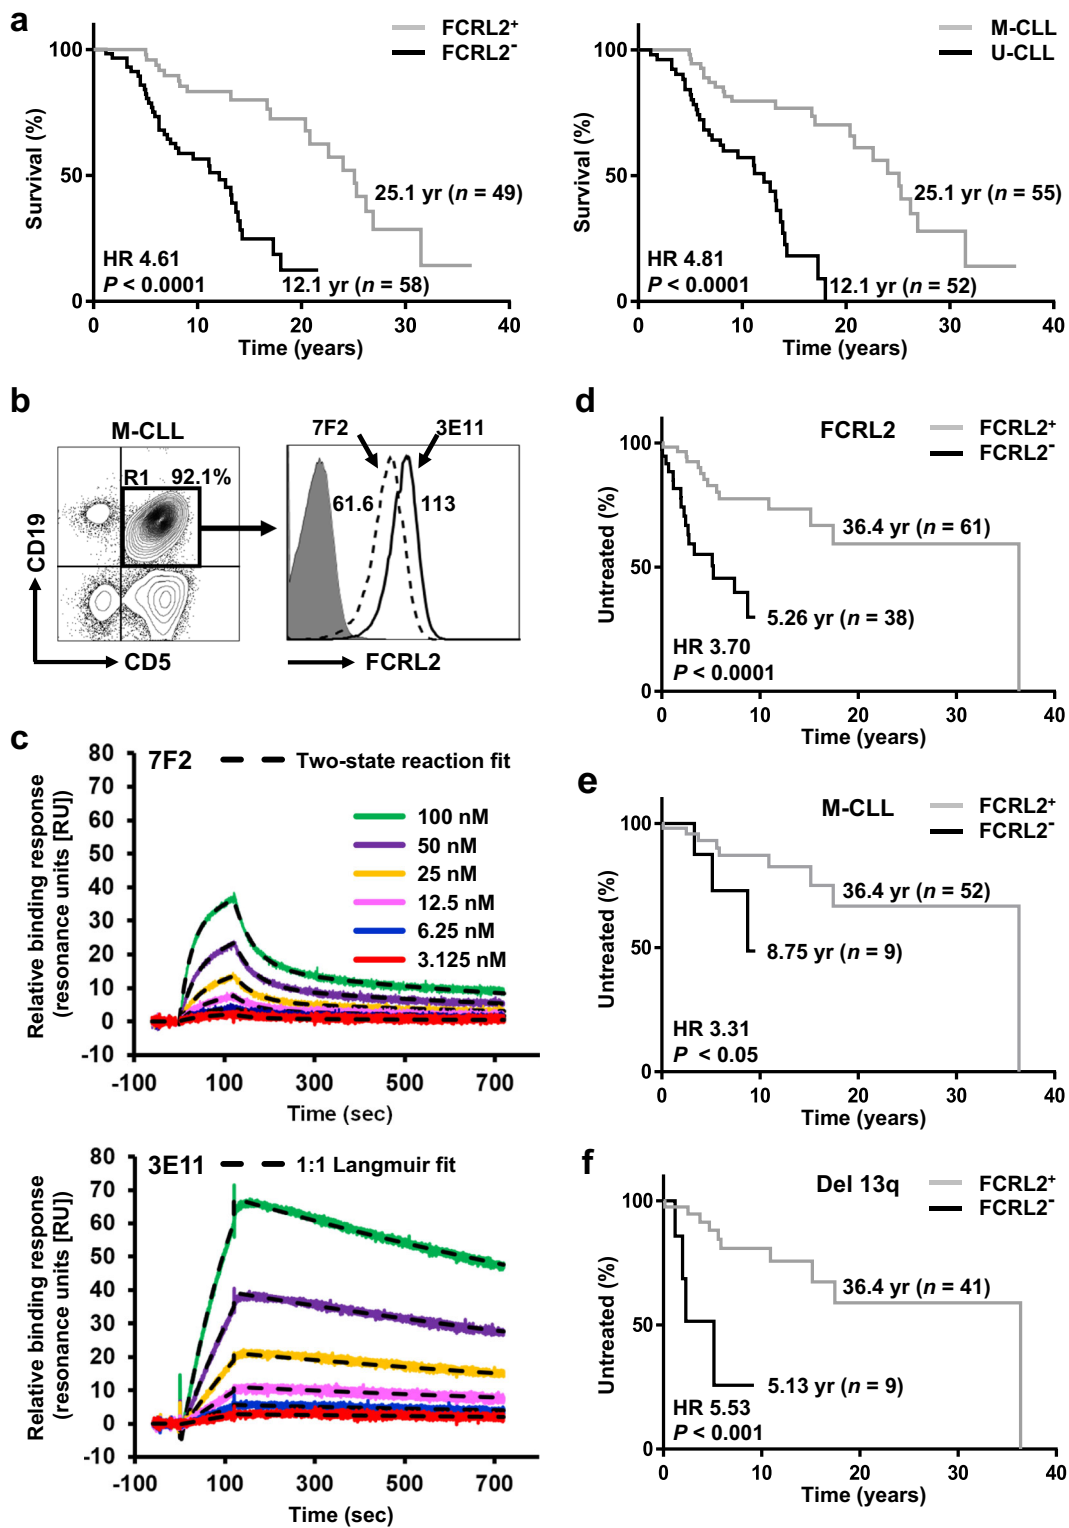 a
FCRL2+
FCRL2-
100
50
0
Survival (%)
25.1 yr (n = 49)
HR 4.61
P < 0.0001
12.1 yr (n = 58)
0 10 20 30 40
Time (years)
M-CLL
U-CLL
100
50
0
Survival (%)
25.1 yr (n = 55)
HR 4.81
P < 0.0001
12.1 yr (n = 52)
0 10 20 30 40
Time (years)
b
M-CLL
R1 92.1%
CD19
CD5
7F2 3E11
61.6 113
FCRL2
c
7F2 Two-state reaction fit
100 nM
50 nM
25 nM
12.5 nM
6.25 nM
3.125 nM
80
70
60
50
40
30
20
10
0
-10
Relative binding response
(resonance units [RU])
-100 100 300 500 700
Time (sec)
3E11 1:1 Langmuir fit
80
70
60
50
40
30
20
10
0
-10
Relative binding response
(resonance units [RU])
-100 100 300 500 700
Time (sec)
d
FCRL2
FCRL2+
FCRL2-
100
50
0
Untreated (%)
36.4 yr (n = 61)
5.26 yr (n = 38)
HR 3.70
P < 0.0001
0 10 20 30 40
Time (years)
e
M-CLL
FCRL2+
FCRL2-
100
50
0
Untreated (%)
36.4 yr (n = 52)
8.75 yr (n = 9)
HR 3.31
P < 0.05
0 10 20 30 40
Time (years)
f
Del 13q
FCRL2+
FCRL2-
100
50
0
Untreated (%)
36.4 yr (n = 41)
5.13 yr (n = 9)
HR 5.53
P < 0.001
0 10 20 30 40
Time (years)